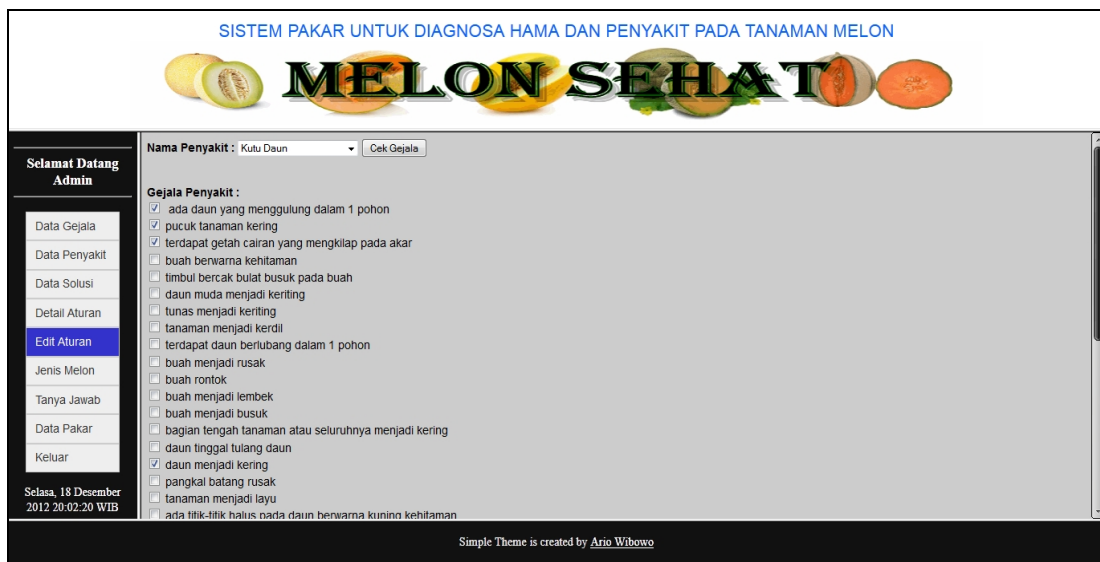 SISTEM PAKAR UNTUK DIAGNOSA HAMA DAN PENYAKIT PADA TANAMAN MELON
MELON SEHAT
Selamat Datang
Admin
Data Gejala
Data Penyakit
Data Solusi
Detail Aturan
Edit Aturan
Jenis Melon
Tanya Jawab
Data Pakar
Keluar
Selasa, 18 Desember
2012 20:02:20 WIB
Nama Penyakit : Kutu Daun Cek Gejala
Gejala Penyakit :
ada daun yang menggulung dalam 1 pohon
pucuk tanaman kering
terdapat getah cairan yang mengkilap pada akar
buah berwarna kehitaman
timbul bercak bulat busuk pada buah
daun muda menjadi keriting
tunas menjadi keriting
tanaman menjadi kerdil
terdapat daun berlubang dalam 1 pohon
buah menjadi rusak
buah rontok
buah menjadi lembek
buah menjadi busuk
bagian tengah tanaman atau seluruhnya menjadi kering
daun tinggal tulang daun
daun menjadi kering
pangkal batang rusak
tanaman menjadi layu
ada titik-titik halus pada daun berwarna kuning kehitaman
Simple Theme is created by Ario Wibowo